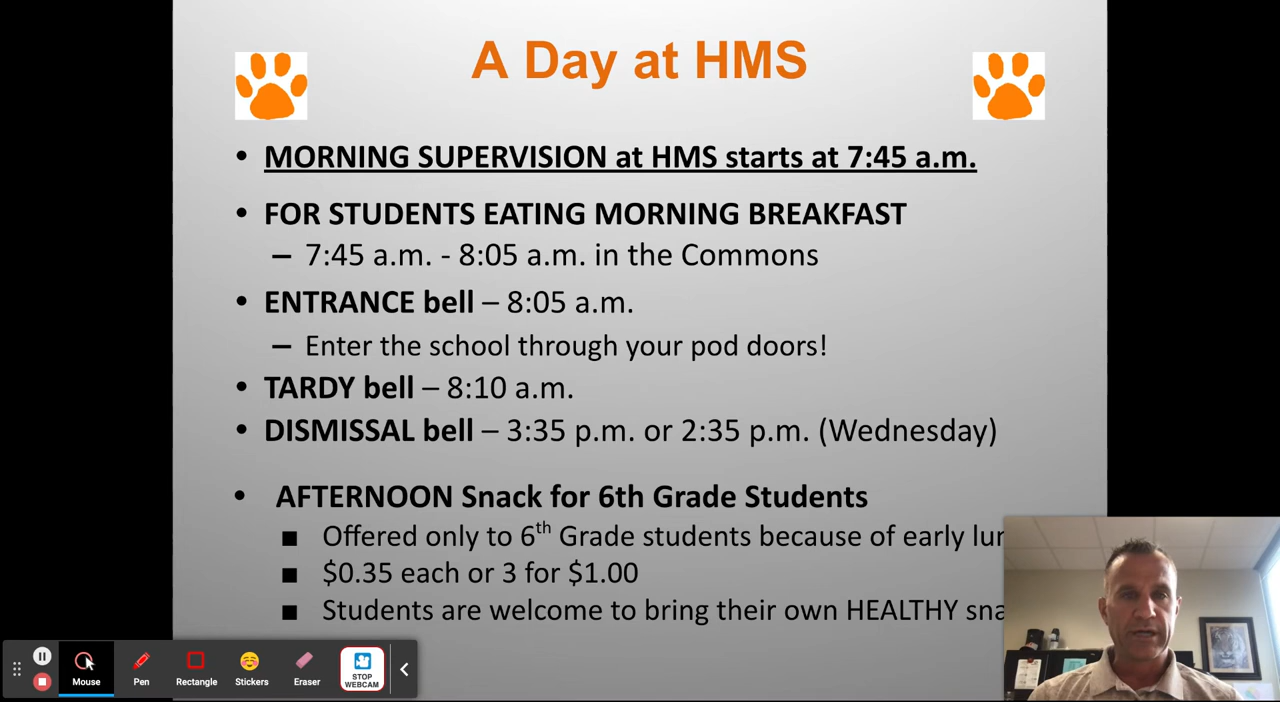 A Day at HMS
• MORNING SUPERVISION at HMS starts at 7:45 a.m.
• FOR STUDENTS EATING MORNING BREAKFAST
– 7:45 a.m. - 8:05 a.m. in the Commons
• ENTRANCE bell – 8:05 a.m.
– Enter the school through your pod doors!
• TARDY bell – 8:10 a.m.
• DISMISSAL bell – 3:35 p.m. or 2:35 p.m. (Wednesday)
• AFTERNOON Snack for 6th Grade Students
■ Offered only to 6th Grade students because of early
■ $0.35 each or 3 for $1.00
■ Students are welcome to bring their own HEALTHY
Mouse
Pen
Rectangle
Stickers
Eraser
STOP
WEBCAM